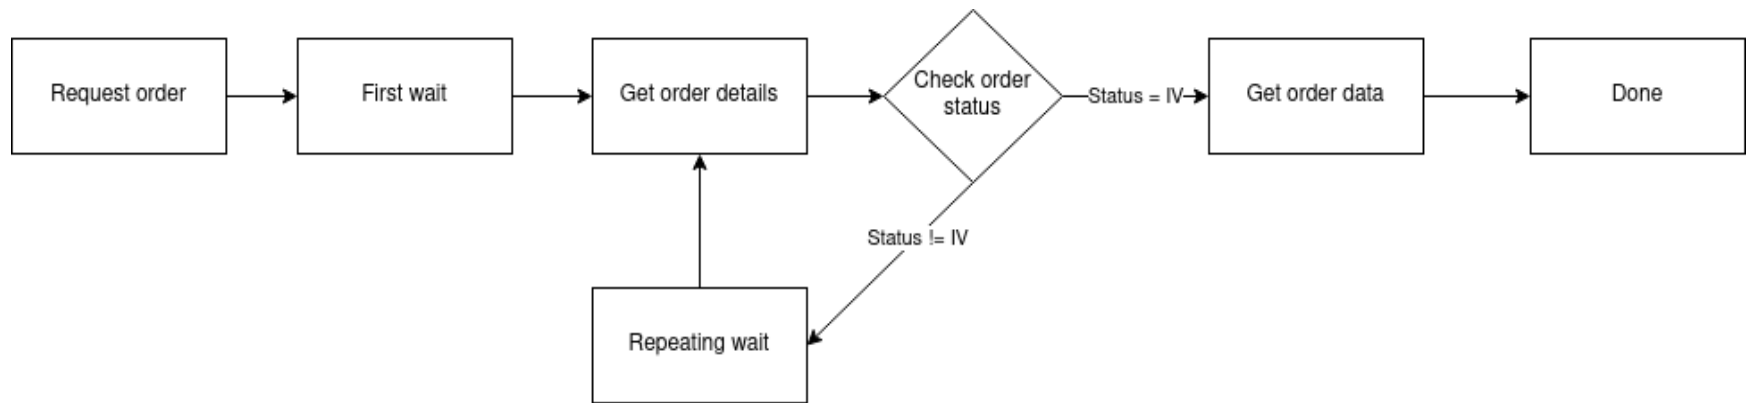 Request order
First wait
Get order details
Check order
status
Status = IV
Get order data
Done
Status != IV
Repeating wait